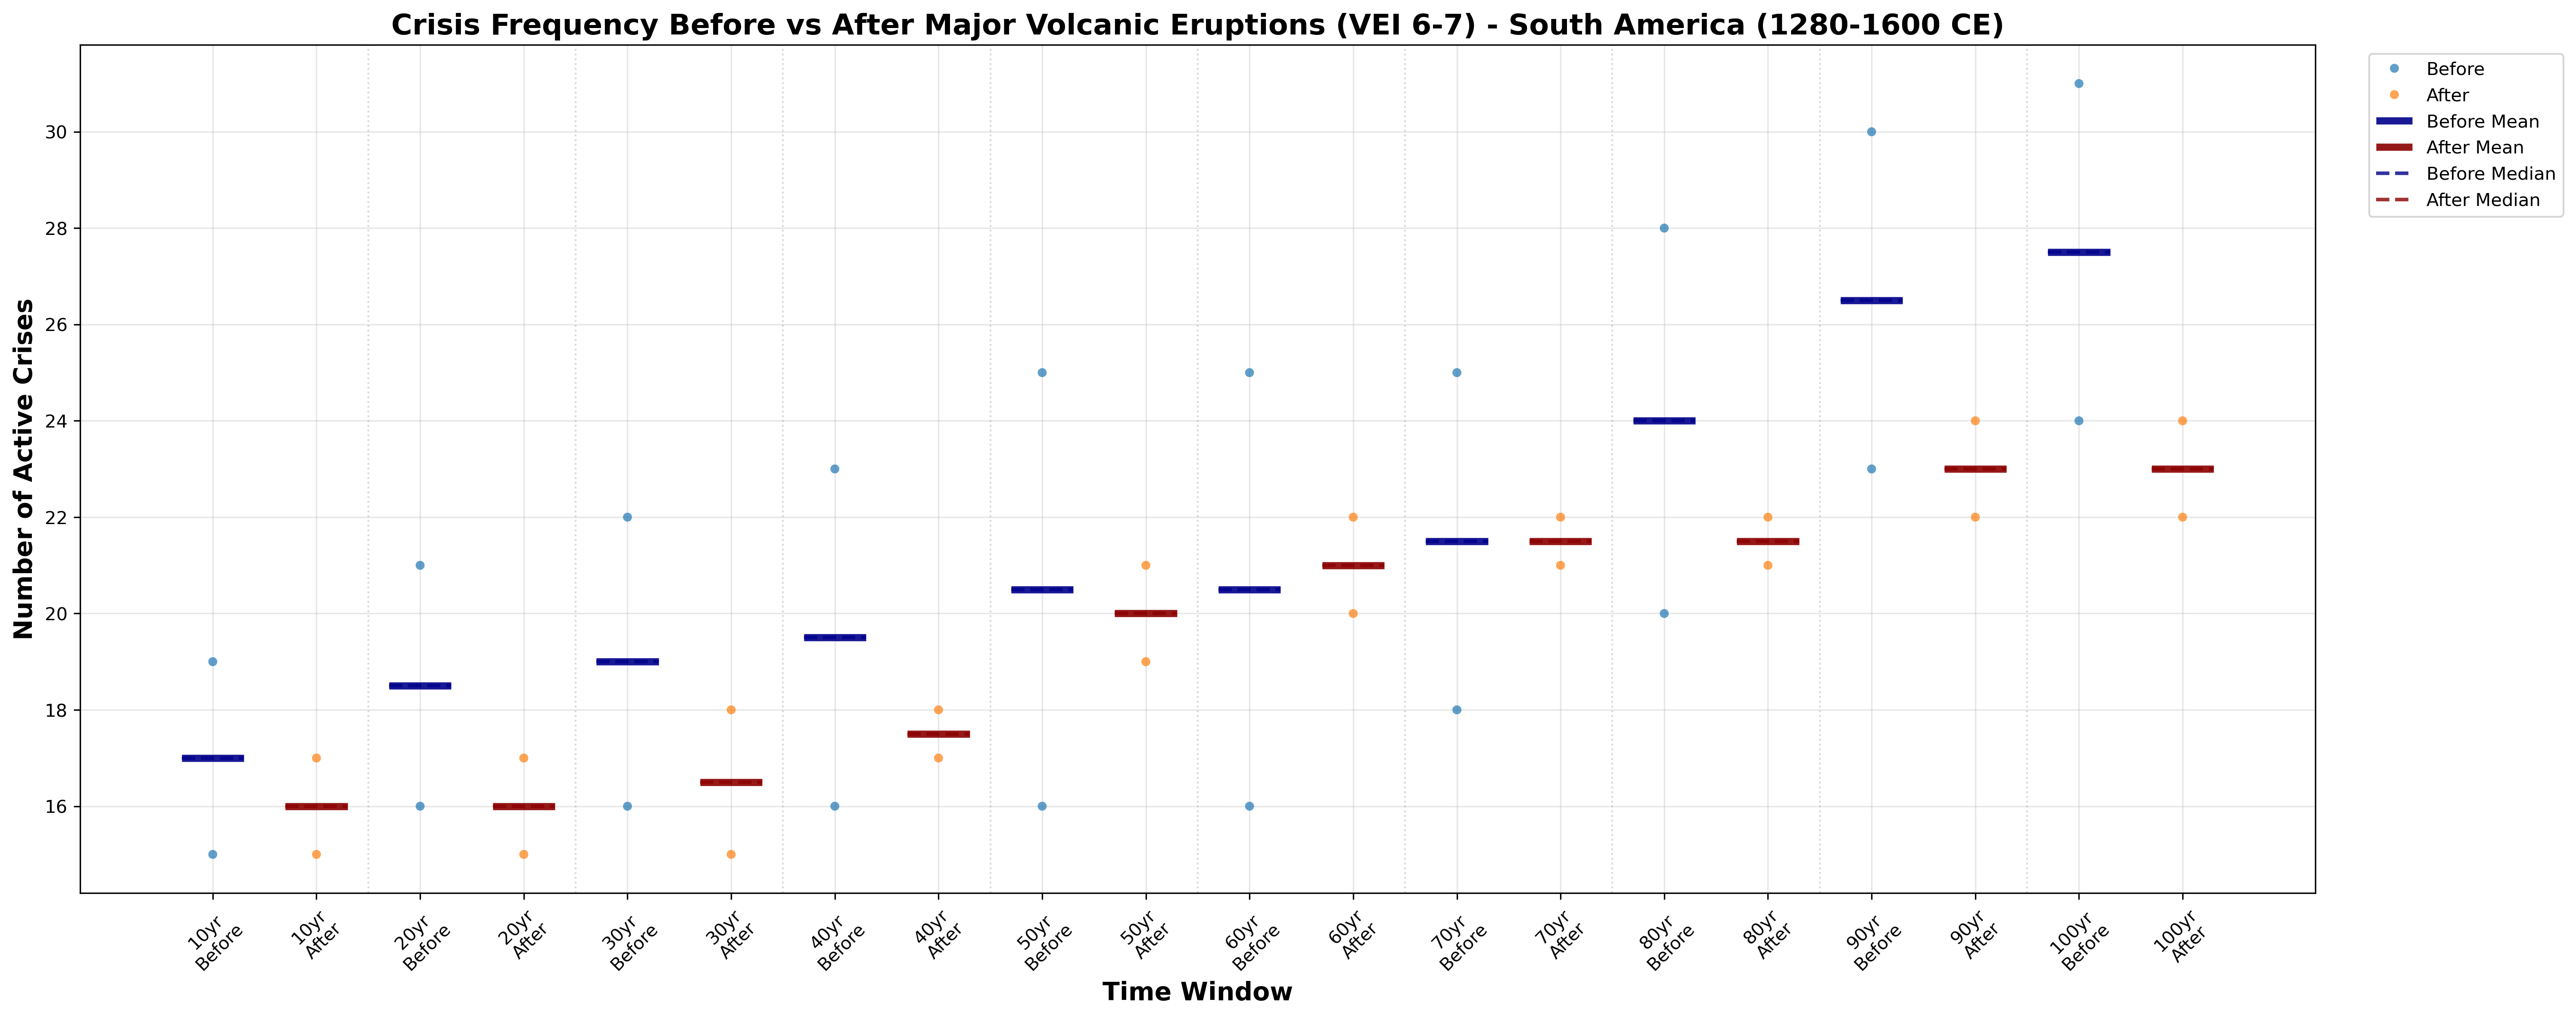 Crisis Frequency Before vs After Major Volcanic Eruptions (VEI 6-7) - South America (1280-1600 CE)
Number of Active Crises
30
28
26
24
22
20
18
16
10yr
Before
10yr
After
20yr
Before
20yr
After
30yr
Before
30yr
After
40yr
Before
40yr
After
50yr
Before
50yr
After
60yr
Before
60yr
After
70yr
Before
70yr
After
80yr
Before
80yr
After
90yr
Before
90yr
After
100yr
Before
100yr
After
Time Window
Before
After
Before Mean
After Mean
Before Median
After Median